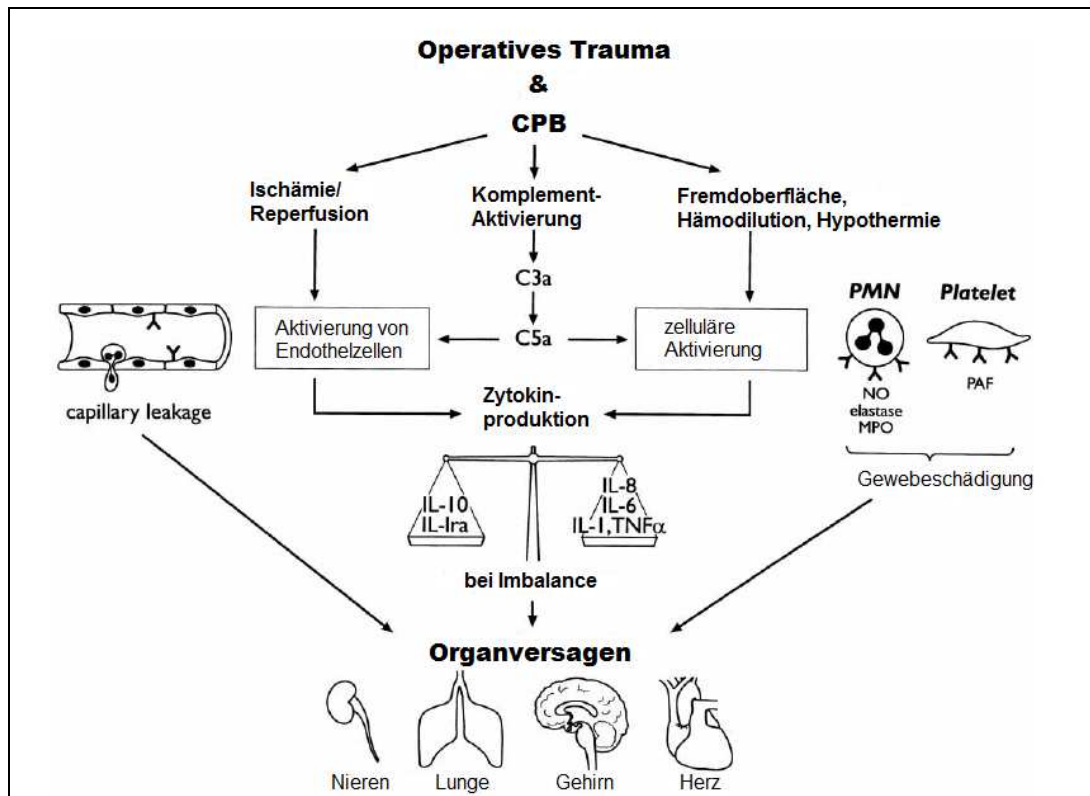 Operatives Trauma
&
CPB
Ischämie/
Reperfusion
Komplement-
Aktivierung
Fremdoberfläche,
Hämodilution, Hypothermie
C3a
C5a
Aktivierung von
Endothelzellen
zelluläre
Aktivierung
capillary leakage
PMN
NO
elastase
MPO
Platelet
PAF
Gewebeschädigung
Zytokin-
produktion
IL-10
IL-1ra
IL-8
IL-6
IL-1,TNFα
bei Imbalance
Organversagen
Nieren
Lunge
Gehirn
Herz